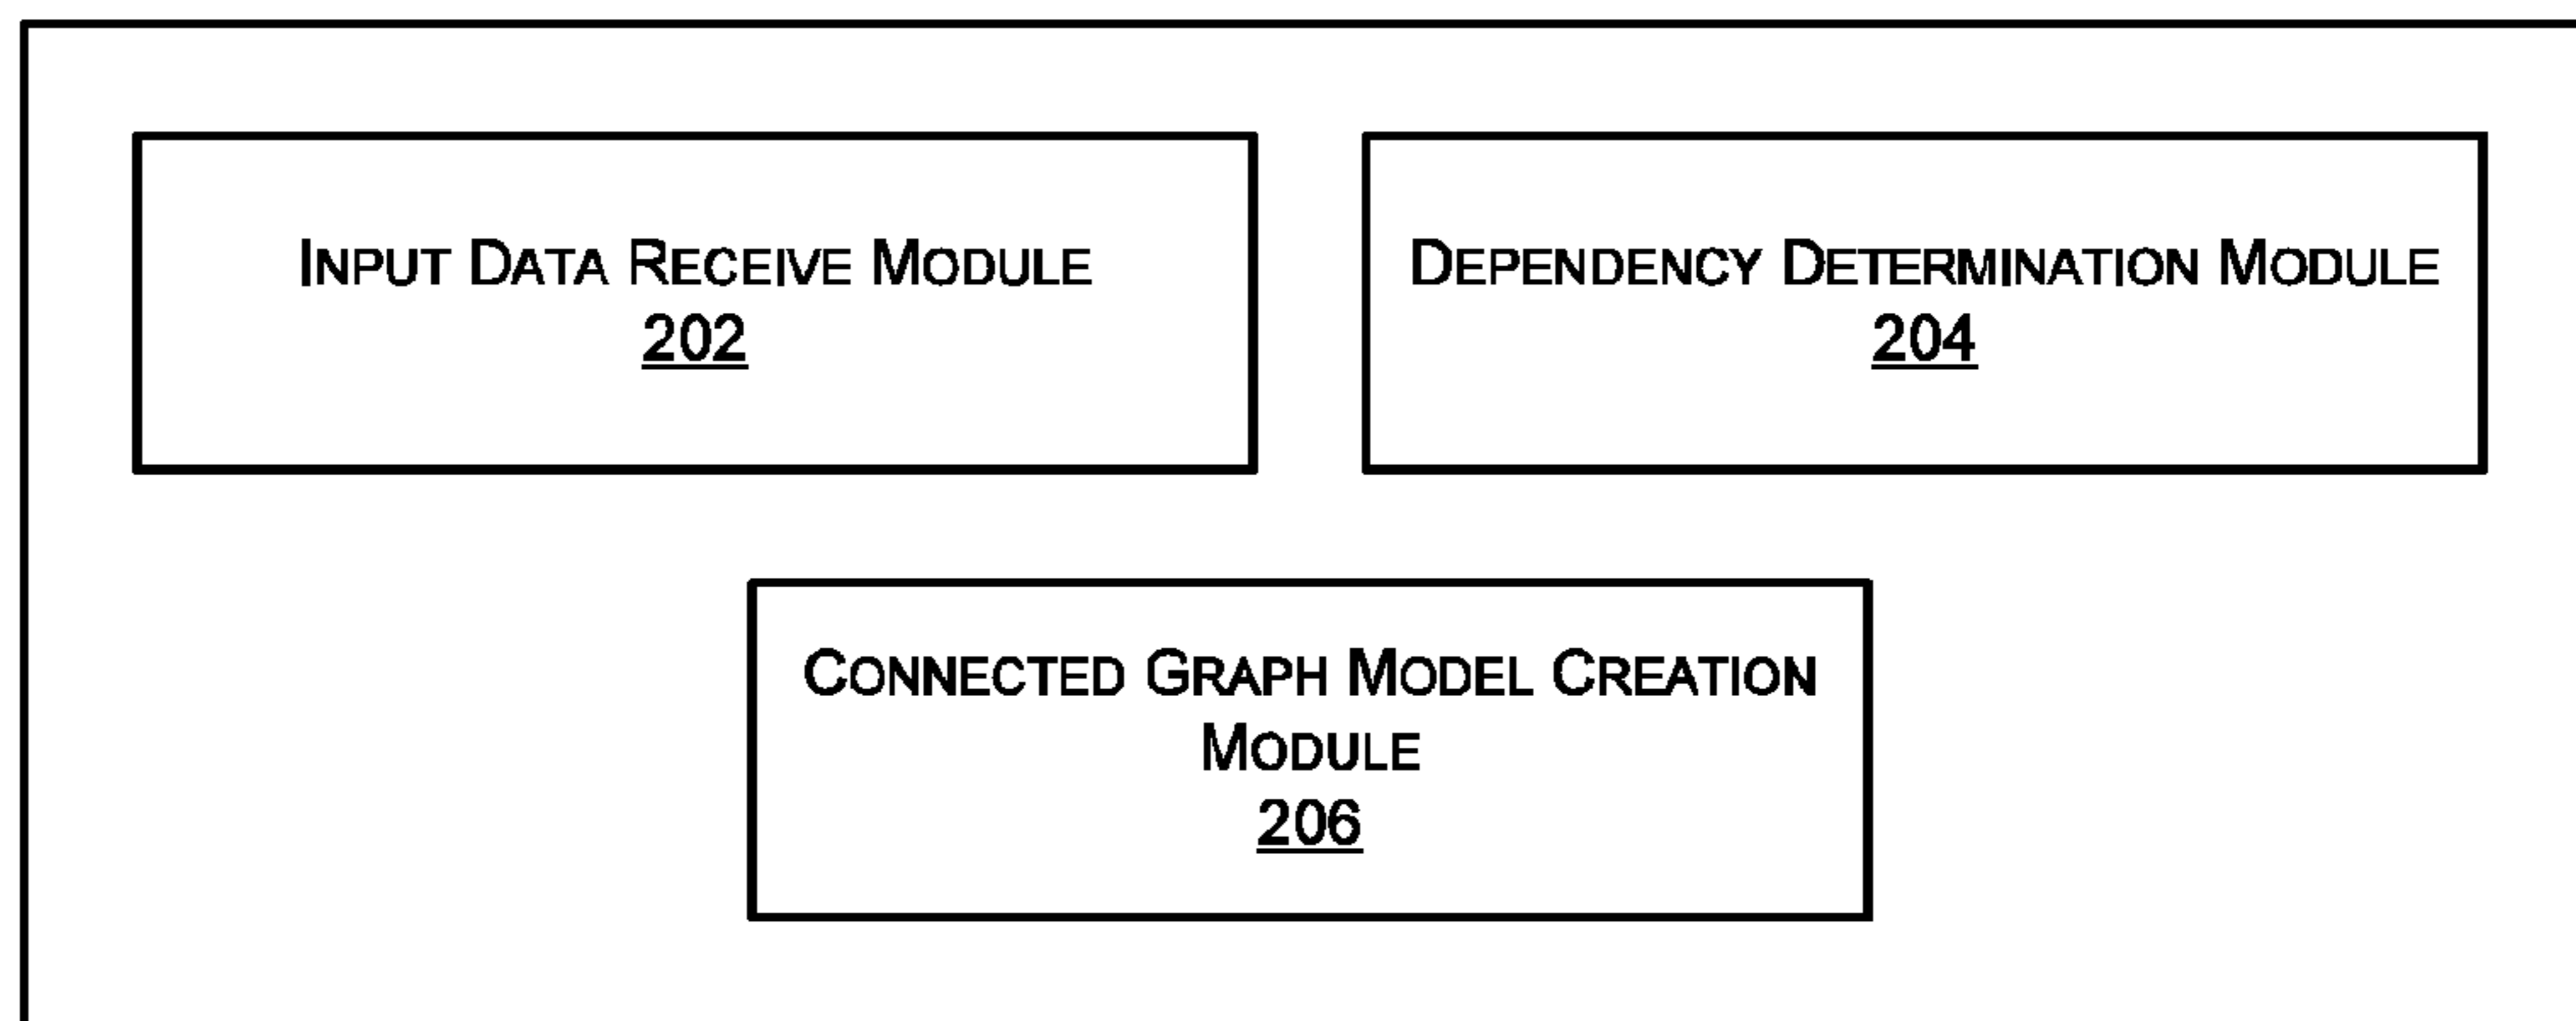 INPUT DATA RECEIVE MODULE
202
DEPENDENCY DETERMINATION MODULE
204
CONNECTED GRAPH MODEL CREATION
MODULE
206